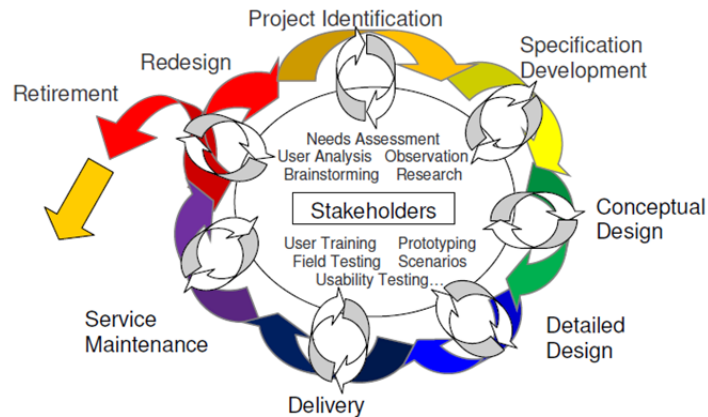 Project Identification
Specification
Development
Redesign
Retirement
Needs Assessment
User Analysis Observation
Brainstorming Research
Stakeholders
Conceptual
Design
User Training Prototyping
Field Testing Scenarios
Usability Testing...
Service
Maintenance
Detailed
Design
Delivery